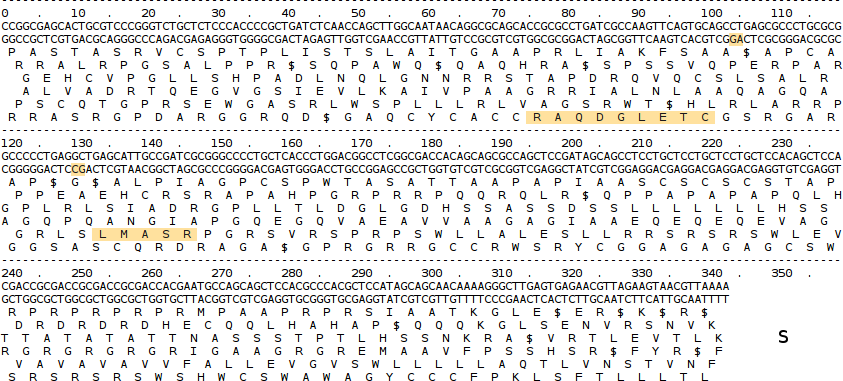 0 . 10 . 20 . 30 . 40 . 50 . 60 . 70 . 80 . 90 . 100 . 110 .
CCGGCGAGCACTGCGTCCCGGGTCTGCTCTCCCACCCCGCTGATCTCAACCAGCTTGGCAATAACAGGCGCAGCACCGCGCCTGATCGCCAAGTTCAGTGCAGCCTGAGCGCCCTGCGCG
GGCCGCTCGTGACGCAGGGCCCAGACGAGAGGGTGGGGCGACTAGAGTTGGTCGAACCGTTATTGTCCGCGTCGTGGCGCGGACTAGCGGTTCAAGTCACGTCGGACTCGCGGGACGCGC
P A S T A S R V C S P T P L I S T S L A I T G A A P R L I A K F S A A $ A P C A
R R A L R P G S A L P P R $ S Q P A W Q $ Q A Q H R A $ S P S S V Q P E R P A R
G E H C V P G L L S H P A D L N Q L G N N R R S T A P D R Q V Q C S L S A L R
A L V A D R T Q E G V G S I E V L K A I V P A A G R R I A L N L A A Q A G Q A
P S C Q T G P R S E W G A S R L W S P L L L R L V A G S R W T $ H L R L A R R P
R R A S R G P D A R G G R Q D $ G A Q C Y C A C C R A Q D G L E T C G S R G A R
120 . 130 . 140 . 150 . 160 . 170 . 180 . 190 . 200 . 210 . 220 . 230 .
GCCCCCTGAGGCTGAGCATTGCCGATCGCGGGCCCCTGCTCACCCTGGACGGCCTCGGCGACCACAGCAGCGCCAGCTCCGATAGCAGCCTCCTGCTCCTGCTCCTGCTCCACAGCTCCA
CGGGGGACTCCGACTCGTAACGGCTAGCGCCCGGGGACGAGTGGGACCTGCCGGAGCCGCTGGTGTCGTCGCGGTCGAGGCTATCGTCGGAGGACGAGGACGAGGACGAGGTGTCGAGGT
A P $ G $ A L P I A G P C S P W T A S A T T A A P A P I A A S C S C S C S T A P
P P E A E H C R S R A P A H P G R P R R P Q Q R Q L R $ Q P P A P A P A P Q L H
G P L R L S I A D R G P L L T L D G L G D H S S A S S D S S L L L L L L L H S S
A G Q P Q A N G I A P G Q E G Q V A E A V V A A G A G I A A E Q E Q E Q E V A G
G R L S L M A S R P G R S V R S P R P S W L L A L E S L L R R S R S R S W L E V
G G S A S C Q R D R A G A $ G P R G R R G C C R W S R Y C G G A G A G A G C S W
240 . 250 . 260 . 270 . 280 . 290 . 300 . 310 . 320 . 330 . 340 . 350 .
CGACCGCGACCGCGACCGCGACCACGAATGCCAGCAGCTCCACGCCCACGCTCCATAGCAGCAACAAAAGGGCTTGAGTGAGAACGTTAGAAGTAACGTTAAAA
GCTGGCGCTGGCGCTGGCGCTGGTGCTTACGGTCGTCGAGGTGCGGGTGCGAGGTATCGTCGTTGTTTTCCCGAACTCACTCTTGCAATCTTCATTGCAATTTT
R P R P R P R P R M P A A P R P R S I A A T K G L E $ E R $ K $ R $
D R D R D R D H E C Q Q L H A H A P $ Q Q Q K G L S E N V R S N V K
T T A T A T A T T N A S S S T P T L H S S N K R A $ V R T L E V T L K
R G R G R G R G R I G A A G R G R E M A A V F P S S H S R $ F Y R $ F
V A V A V A V V F A L L E V G V S W L L L L L A Q T L V N S T V N F
S R S R S R S W S H W C S W A W A G Y C C C F P K L S F T L L L T L
S